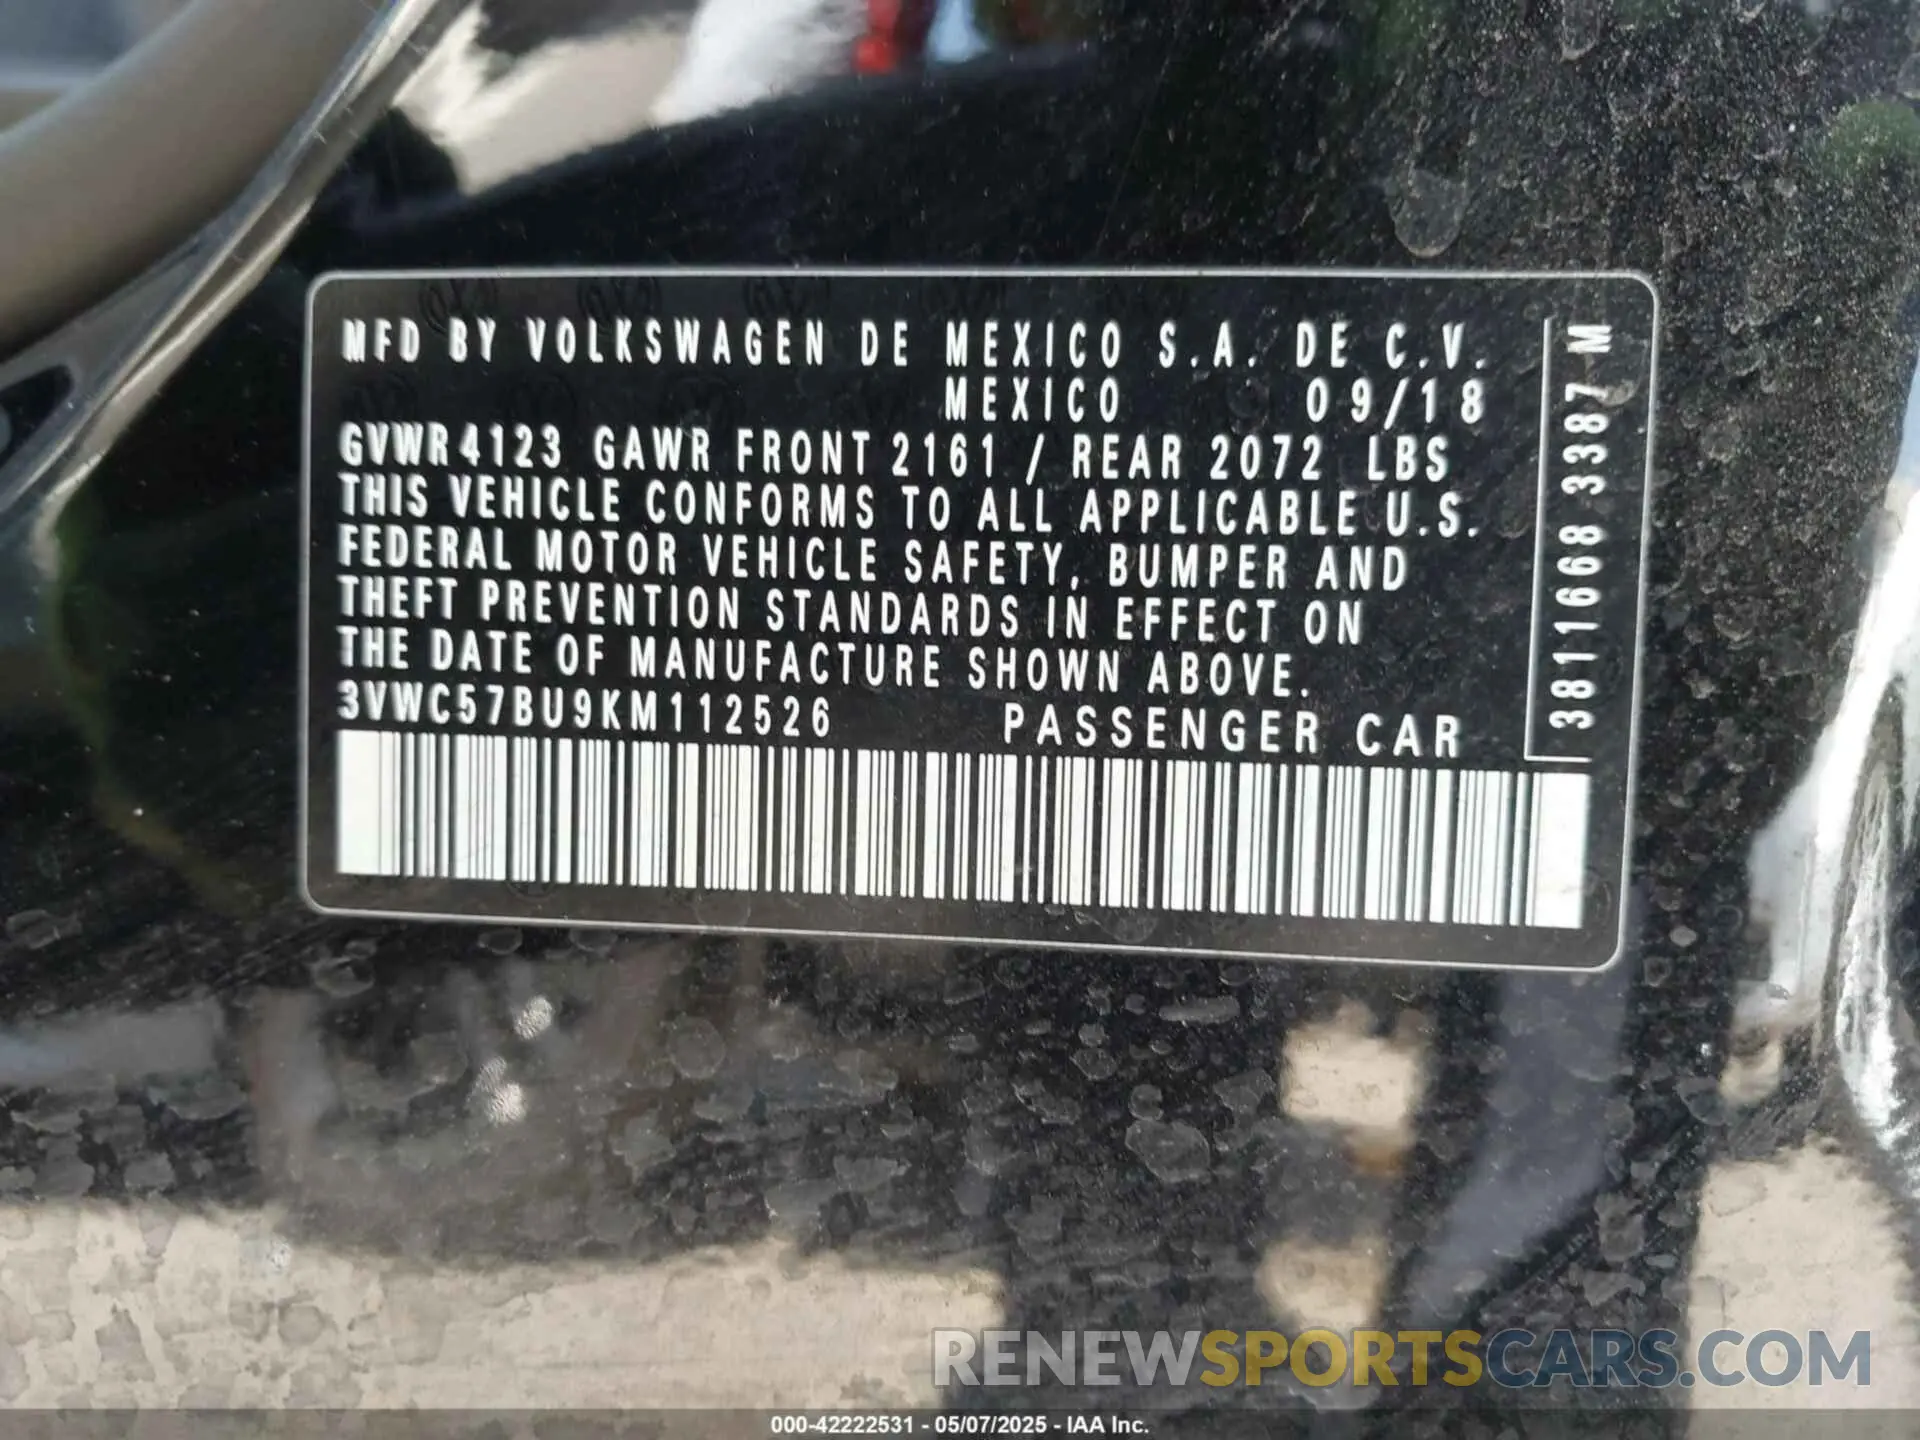 MFD BY VOLKSWAGEN DE MEXICO S.A. DE C.V.
MEXICO 09/18
GVWR 4123 GAWR FRONT 2161 / REAR 2072 LBS
THIS VEHICLE CONFORMS TO ALL APPLICABLE U.S.
FEDERAL MOTOR VEHICLE SAFETY, BUMPER AND
THEFT PREVENTION STANDARDS IN EFFECT ON
THE DATE OF MANUFACTURE SHOWN ABOVE.
3VWC57BU9KM112526 PASSENGER CAR
3811668 3387 M
RENEWSPORTSCARS.COM
000-42222531 - 05/07/2025 - IAA Inc.